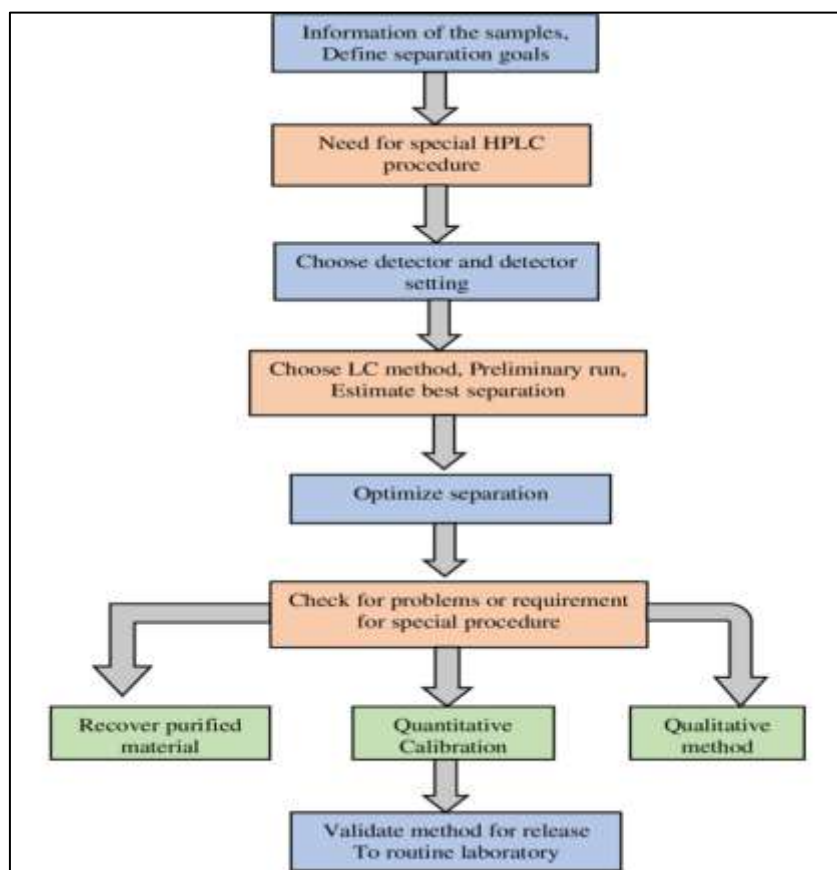 Information of the samples,
Define separation goals
Need for special HPLC
procedure
Choose detector and detector
setting
Choose LC method, Preliminary run,
Estimate best separation
Optimize separation
Check for problems or requirement
for special procedure
Recover purified
material
Quantitative
Calibration
Qualitative
method
Validate method for release
To routine laboratory